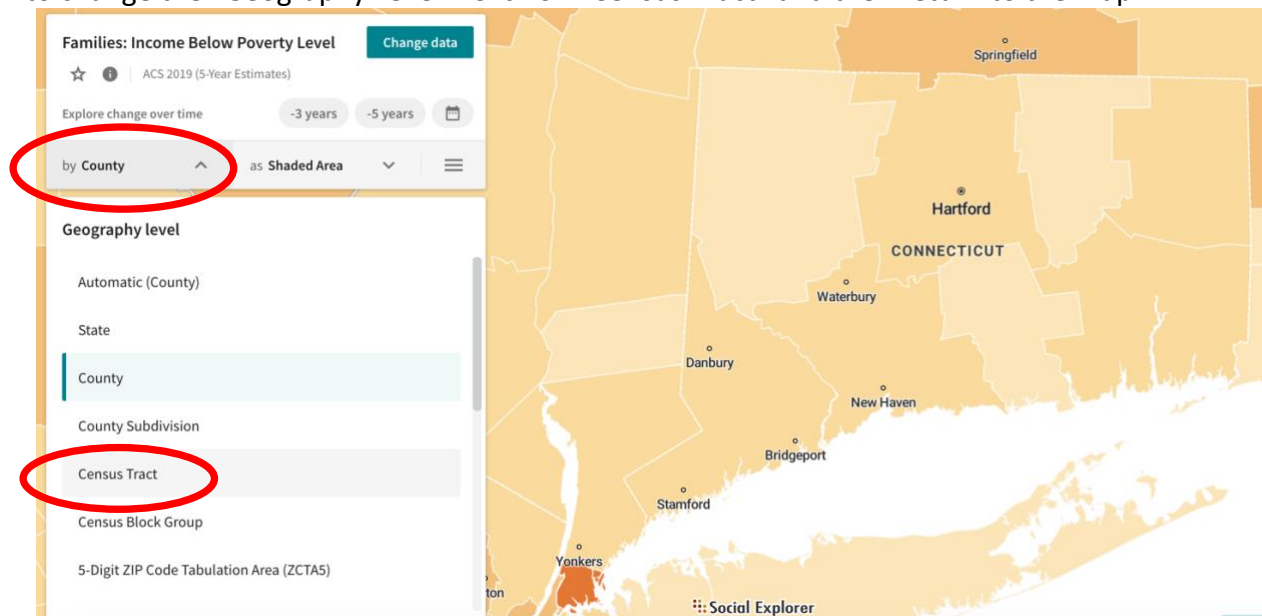 Families: Income Below Poverty Level
Change data
ACS 2019 (5-Year Estimates)
Explore change over time
-3 years
-5 years
by County
as Shaded Area
Geography level
Automatic (County)
State
County
County Subdivision
Census Tract
Census Block Group
5-Digit ZIP Code Tabulation Area (ZCTA5)
Springfield
Hartford
CONNECTICUT
Waterbury
Danbury
New Haven
Bridgeport
Stamford
Yonkers
ton
Social Explorer